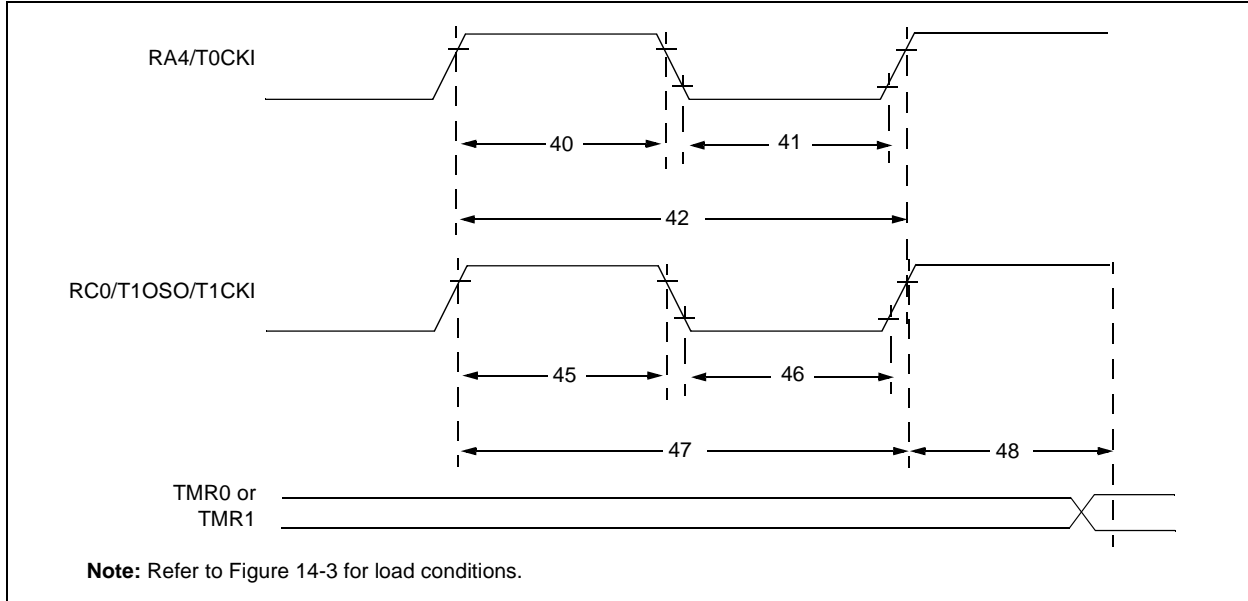 RA4/T0CKI
40
41
42
RC0/T1OSO/T1CKI
45
46
47
48
TMR0 or
TMR1
Note: Refer to Figure 14-3 for load conditions.